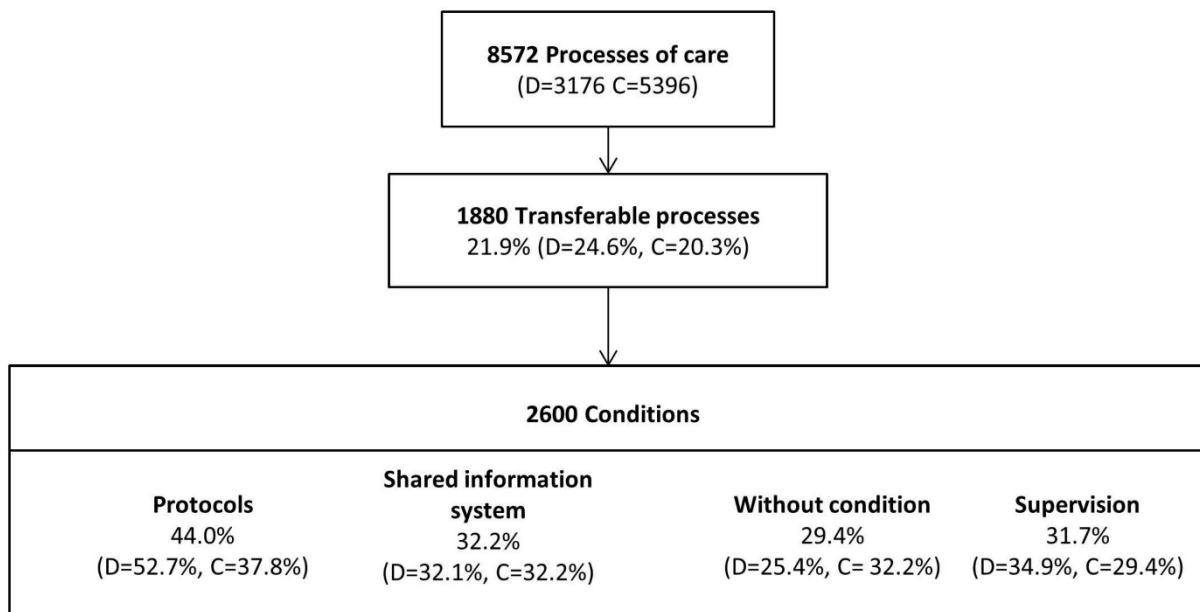 8572 Processes of care
(D=3176 C=5396)
1880 Transferable processes
21.9% (D=24.6%, C=20.3%)
2600 Conditions
Protocols
44.0%
(D=52.7%, C=37.8%)
Shared information
system
32.2%
(D=32.1%, C=32.2%)
Without condition
29.4%
(D=25.4%, C= 32.2%)
Supervision
31.7%
(D=34.9%, C=29.4%)